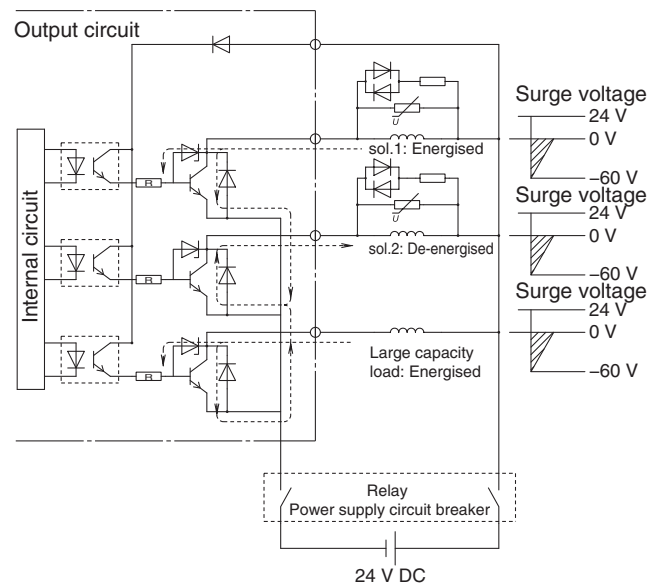 Output circuit
Internal circuit
R
R
R
U
U
sol.1: Energised
sol.2: De-energised
Large capacity
load: Energised
Surge voltage
24 V
0 V
−60 V
Surge voltage
24 V
0 V
−60 V
Surge voltage
24 V
0 V
−60 V
Relay
Power supply circuit breaker
24 V DC